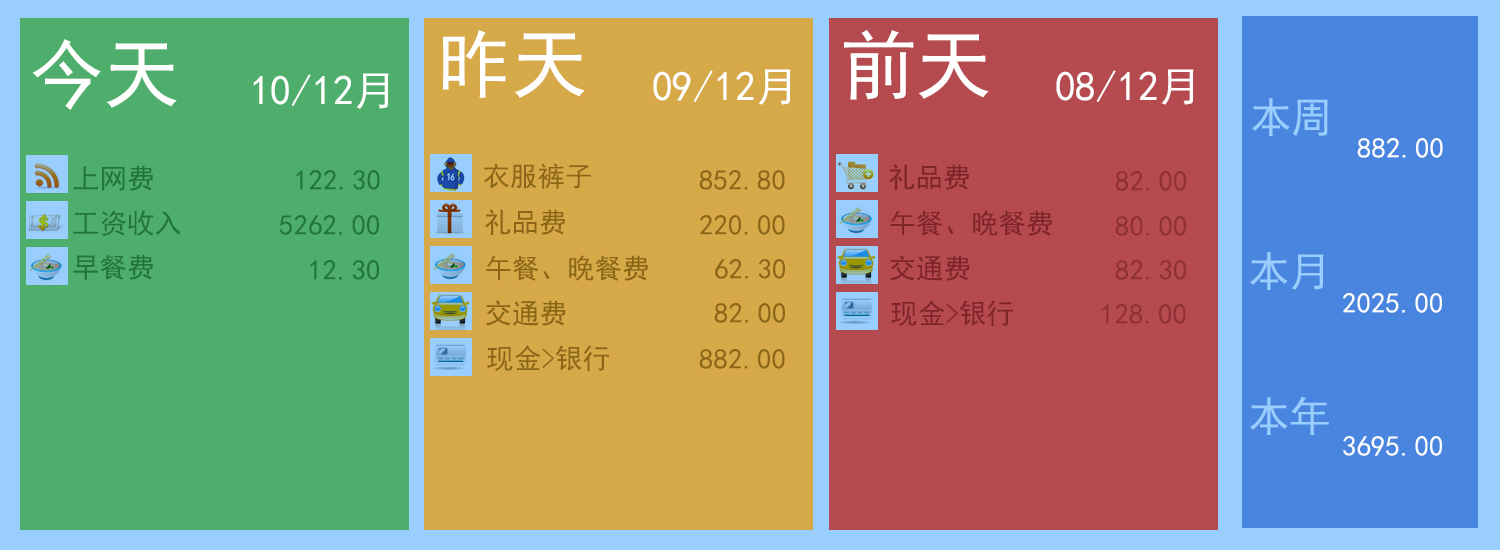 今天
10/12月
上网费 122.30
工资收入 5262.00
早餐费 12.30
昨天
09/12月
16
衣服裤子 852.80
礼品费 220.00
午餐、晚餐费 62.30
交通费 82.00
现金>银行 882.00
前天
08/12月
礼品费 82.00
午餐、晚餐费 80.00
交通费 82.30
现金>银行 128.00
本周
882.00
本月
2025.00
本年
3695.00